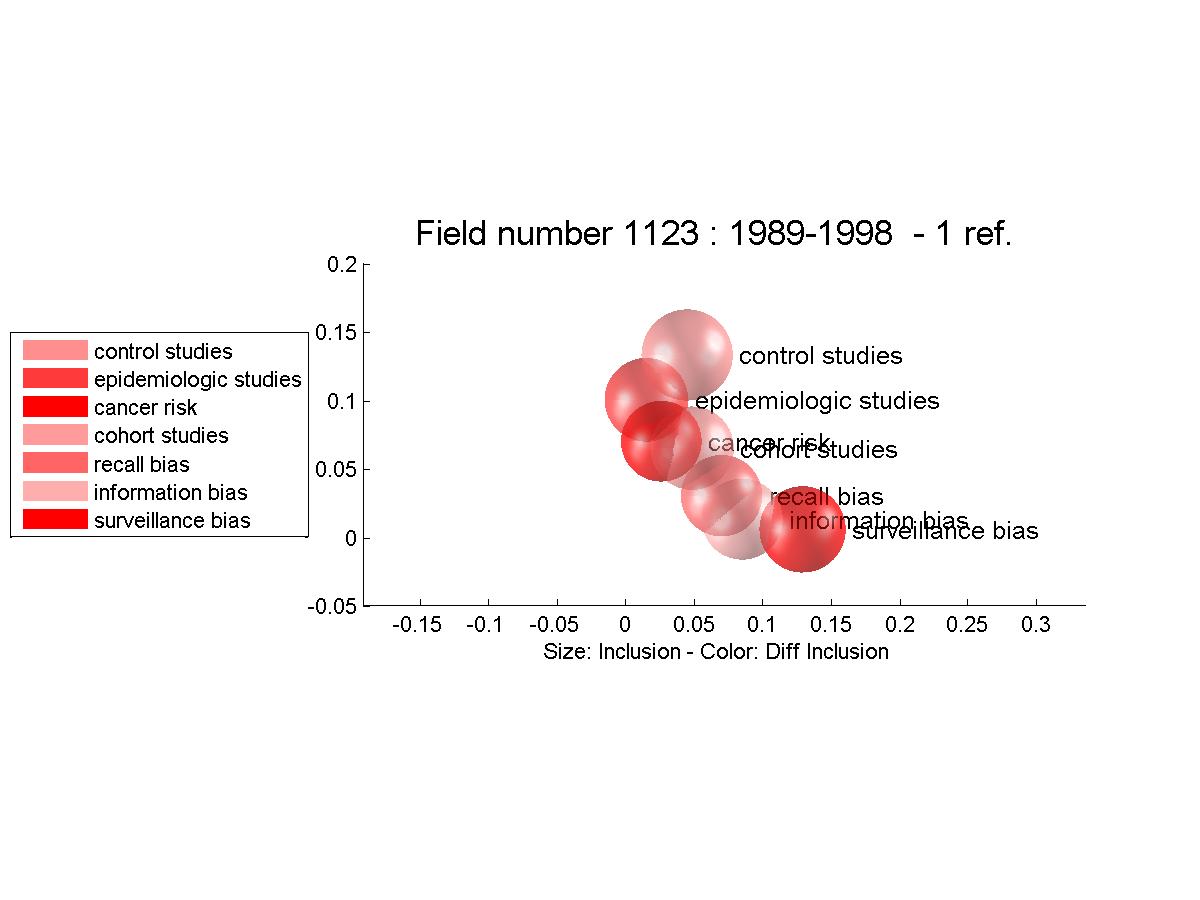 Field number 1123 : 1989-1998 - 1 ref.
control studies
epidemiologic studies
cancer risk
cohort studies
recall bias
information bias
surveillance bias
0.2
0.15
0.1
0.05
0
-0.05
control studies
epidemiologic studies
cancer risk
cohort studies
recall bias
information bias
surveillance bias
-0.15 -0.1 -0.05 0 0.05 0.1 0.15 0.2 0.25 0.3
Size: Inclusion - Color: Diff Inclusion